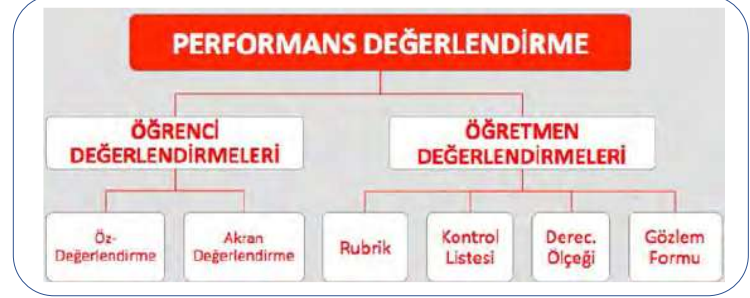 PERFORMANS DEĞERLENDİRME
ÖĞRENCİ
DEĞERLENDİRMELERİ
ÖĞRETMEN
DEĞERLENDİRMELERİ
Öz-
Değerlendirme
Akran
Değerlendirme
Rubrik
Kontrol
Listesi
Derec.
Ölçeği
Gözlem
Formu